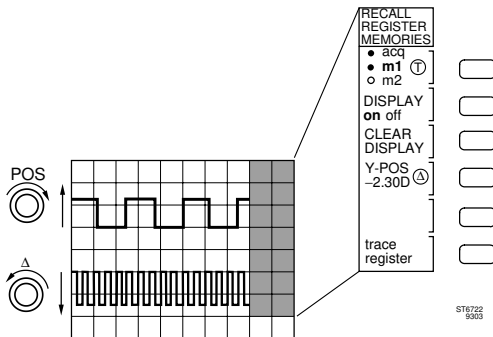 RECALL
REGISTER
MEMORIES
acq
m1 T
m2
DISPLAY
on off
CLEAR
DISPLAY
Y-POS
–2.30D Δ
trace
register
POS
Δ
ST6722
9303